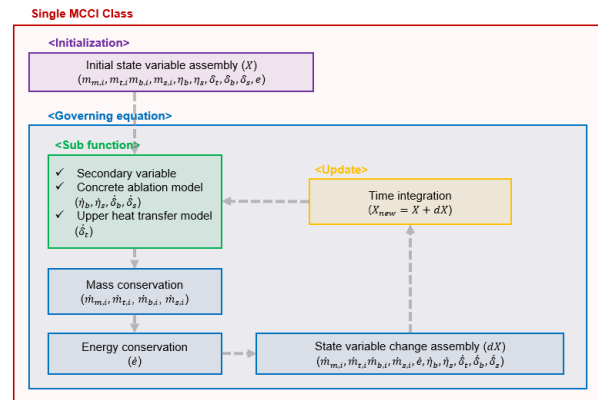 Single MCCI Class
<Initialization>
Initial state variable assembly (X)
(m_{m,i}, m_{t,i}m_{b,i}, m_{s,i}, η_b, η_s, δ_t, δ_b, δ_s, e)
<Governing equation>
<Sub function>
✓ Secondary variable
✓ Concrete ablation model
(η̇_b, η̇_s, δ̇_b, δ̇_s)
✓ Upper heat transfer model
(δ̇_t)
<Update>
Time integration
(X_{new} = X + dX)
Mass conservation
(ṁ_{m,i}, ṁ_{t,i}, ṁ_{b,i}, ṁ_{s,i})
Energy conservation
(ė)
State variable change assembly (dX)
(ṁ_{m,i}, ṁ_{t,i}ṁ_{b,i}, ṁ_{s,i}, ė, η̇_b, η̇_s, δ̇_t, δ̇_b, δ̇_s)